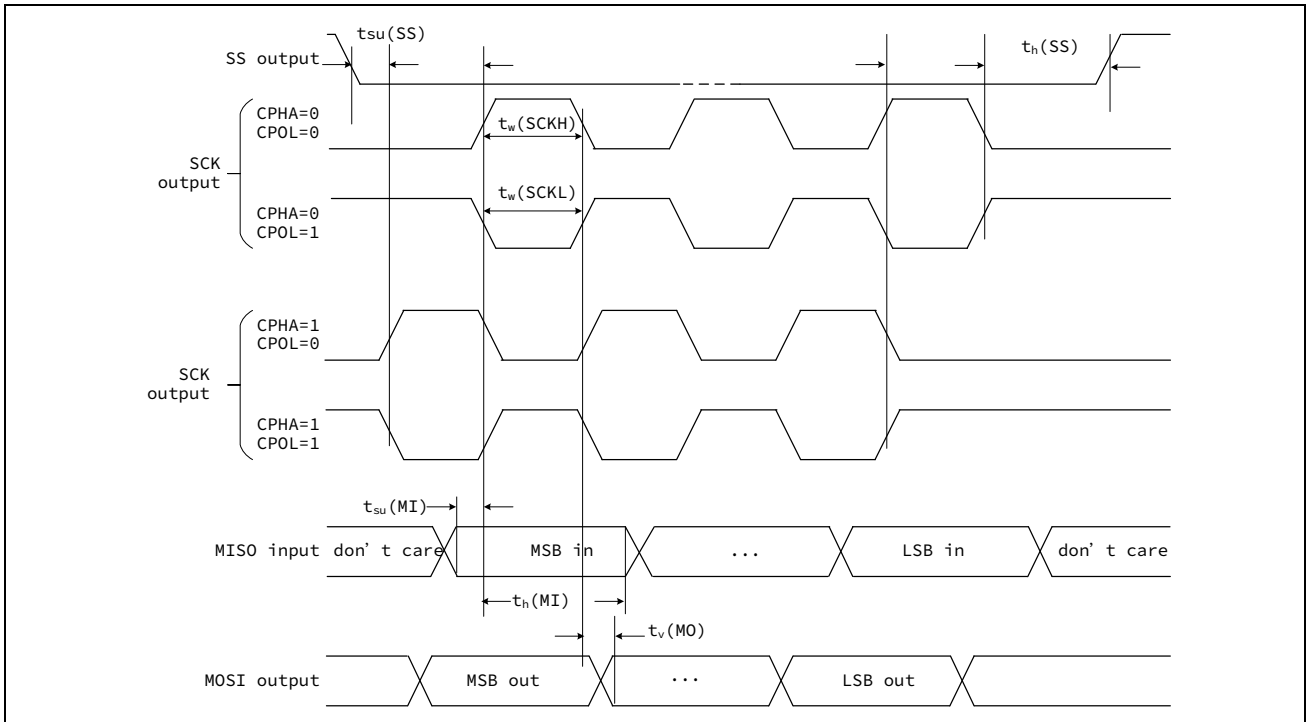 tsu(SS)
th(SS)
SS output
CPHA=0
CPOL=0
tw(SCKH)
SCK
output
tw(SCKL)
CPHA=0
CPOL=1
CPHA=1
CPOL=0
SCK
output
CPHA=1
CPOL=1
tsu(MI)
MISO input don't care MSB in ... LSB in don't care
th(MI)
tv(MO)
MOSI output MSB out ... LSB out